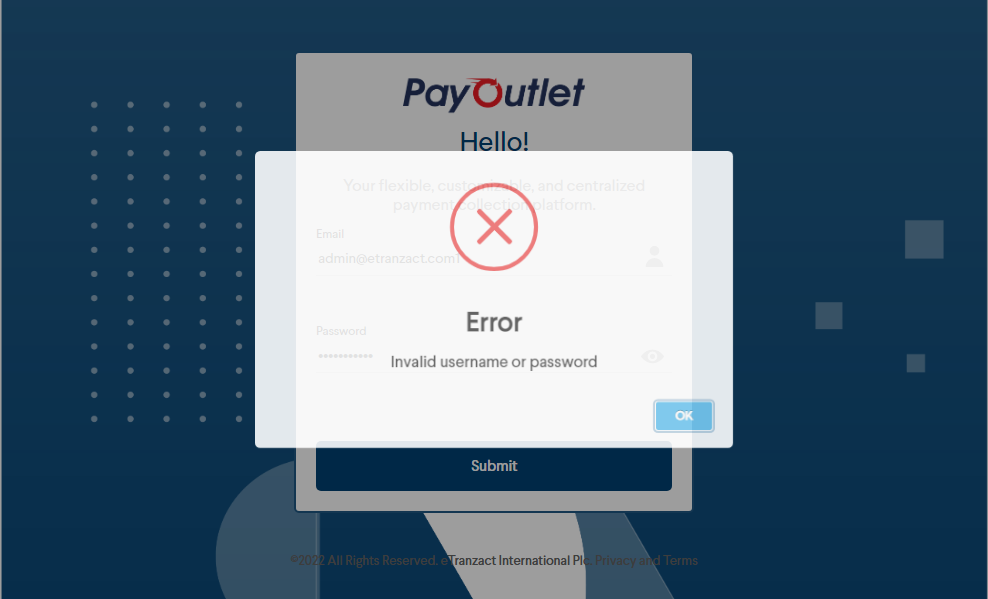 PayOutlet
Hello!
Your flexible, customizable, and centralized
payment collection platform.
Email
admin@etranzact.com1
Error
Password
Invalid username or password
OK
Submit
©2022 All Rights Reserved. eTranzact International Plc. Privacy and Terms